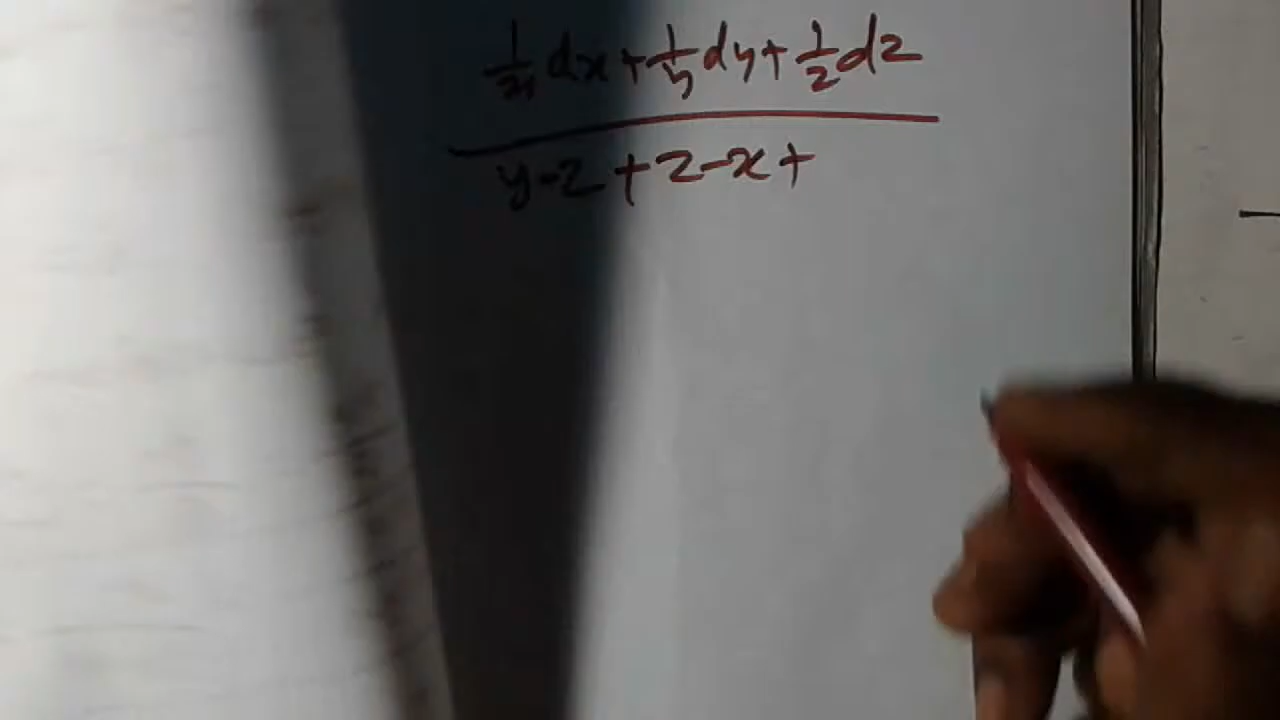 1/x dx + 1/y dy + 1/z dz
y-z + z-x +